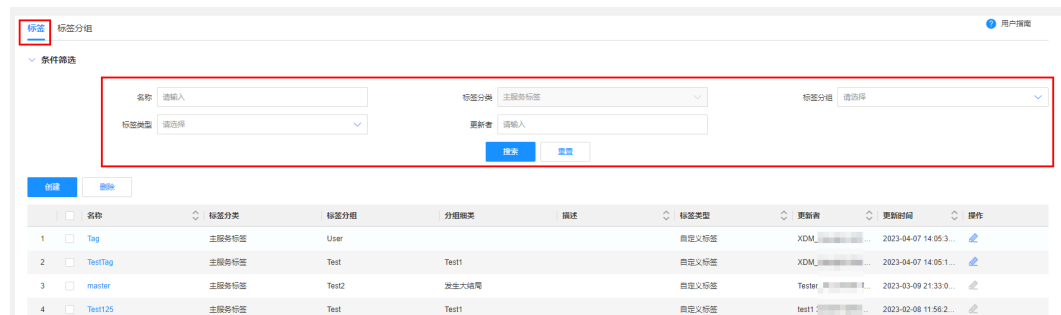 标签 标签分组 用户指南
条件筛选
名称 请输入 标签分类 主服务标签 标签分组 请选择
标签类型 请选择 更新者 请输入
搜索 重置
创建 删除
名称 标签分类 标签分组 分组细类 描述 标签类型 更新者 更新时间 操作
1 Tag 主服务标签 User 自定义标签 XDM_ ... 2023-04-07 14:05:3...
2 TestTag 主服务标签 Test Test1 自定义标签 XDM_ ... 2023-04-07 14:05:1...
3 master 主服务标签 Test2 发生大结局 自定义标签 Tester_ ... 2023-03-09 21:33:0...
4 Test125 主服务标签 Test Test1 自定义标签 test1 ... 2023-02-08 11:56:2...